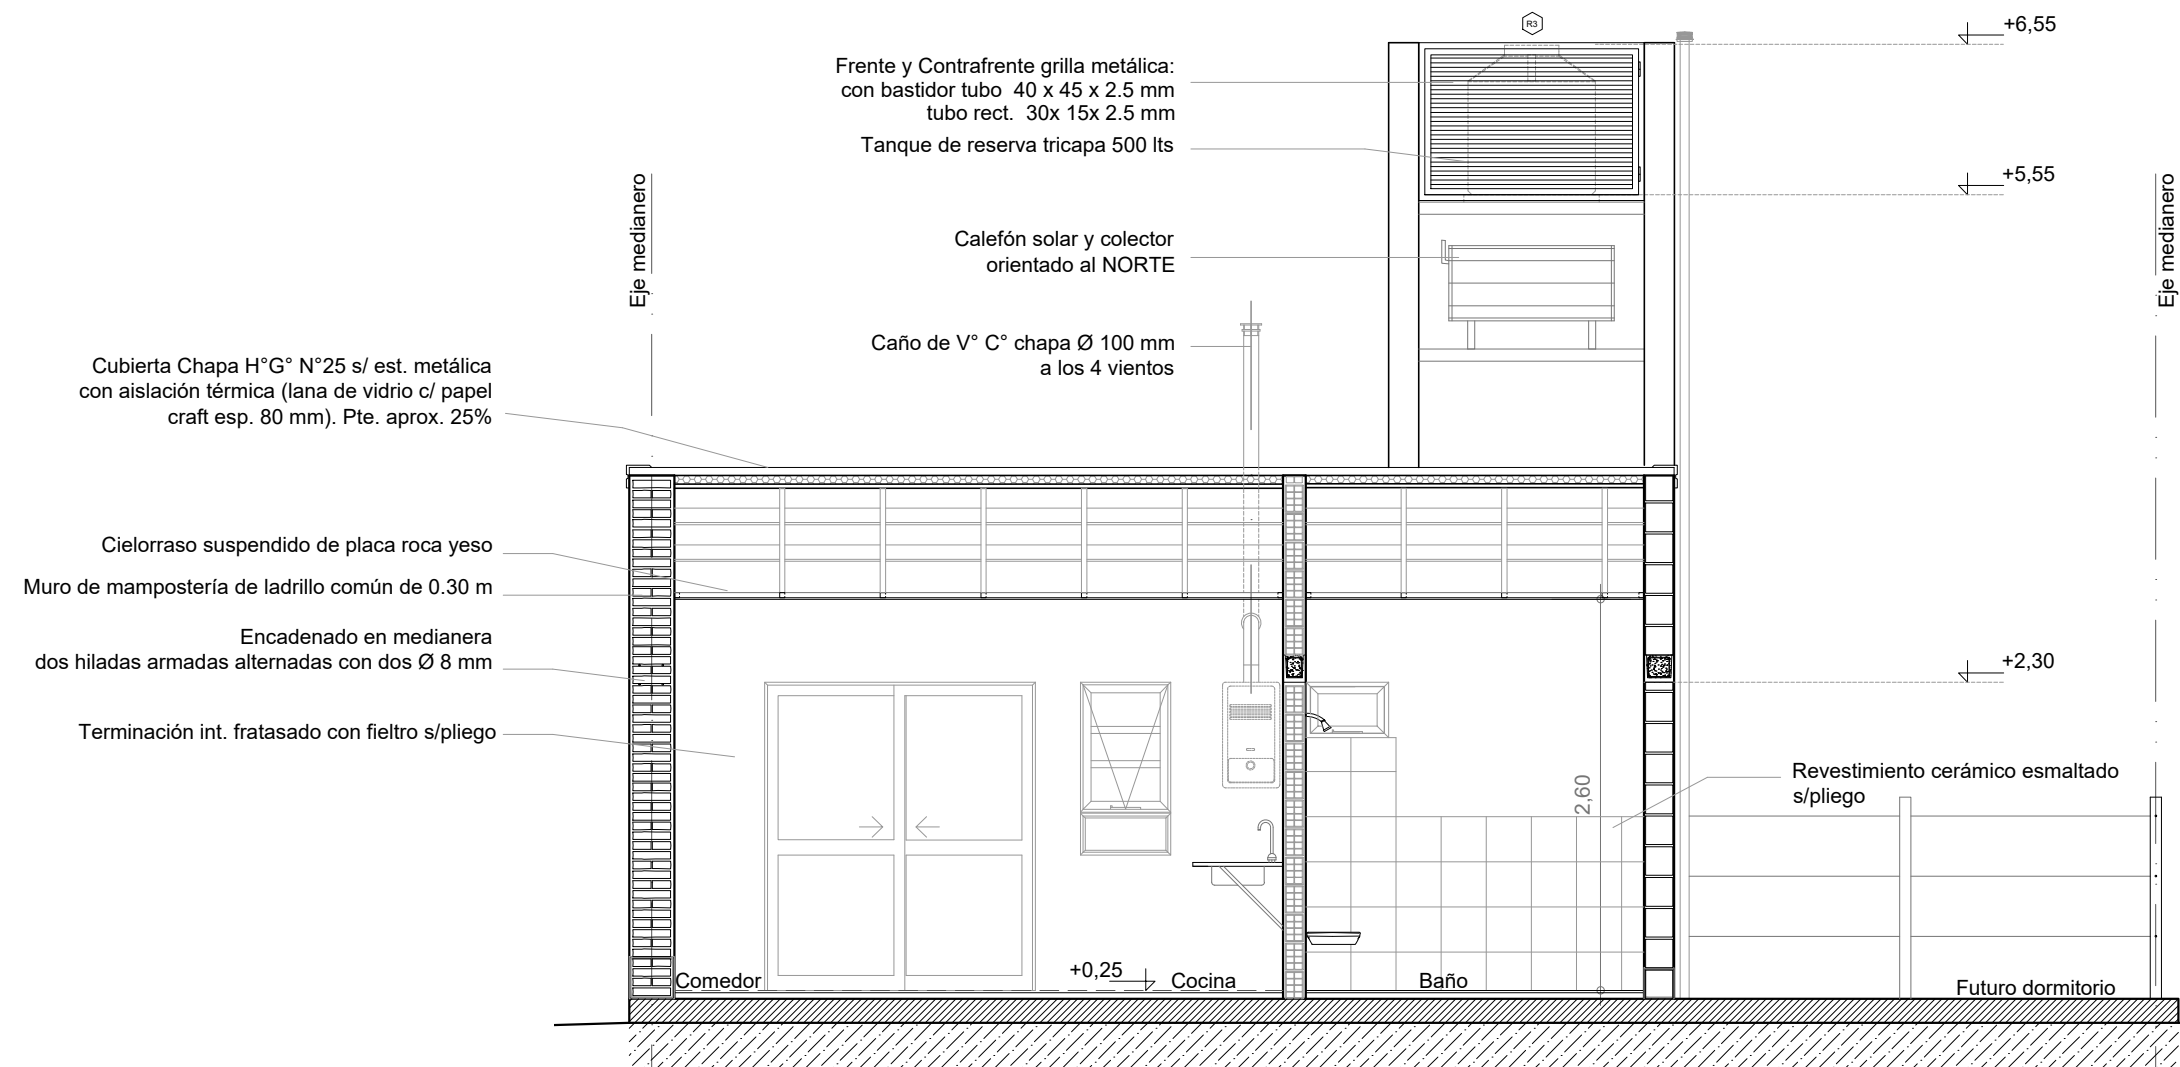 R3
+6,55
Frente y Contrafrente grilla metálica:
con bastidor tubo 40 x 45 x 2.5 mm
tubo rect. 30x 15x 2.5 mm
Tanque de reserva tricapa 500 lts
+5,55
Eje medianero
Eje medianero
Calefón solar y colector
orientado al NORTE
Caño de V° C° chapa Ø 100 mm
a los 4 vientos
Cubierta Chapa H°G° N°25 s/ est. metálica
con aislación térmica (lana de vidrio c/ papel
craft esp. 80 mm). Pte. aprox. 25%
Cielorraso suspendido de placa roca yeso
Muro de mampostería de ladrillo común de 0.30 m
Encadenado en medianera
dos hiladas armadas alternadas con dos Ø 8 mm
+2,30
Terminación int. fratasado con fieltro s/pliego
Revestimiento cerámico esmaltado
s/pliego
2,60
Comedor
+0,25
Cocina
Baño
Futuro dormitorio